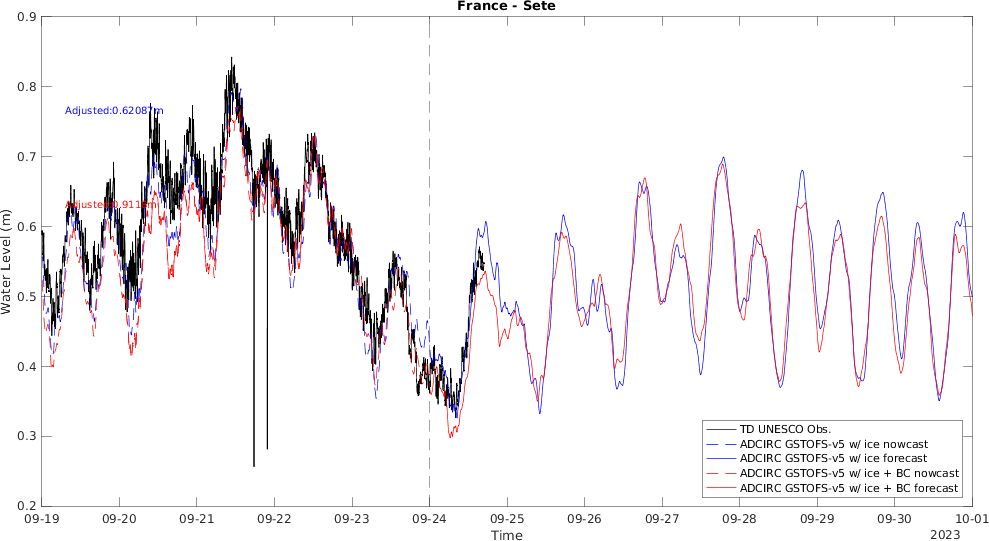 France - Sete
0.9
0.8
0.7
0.6
0.5
0.4
0.3
0.2
Water Level (m)
Adjusted:0.62087m
TD UNESCO Obs.
ADCIRC GSTOFS-v5 w/ ice nowcast
ADCIRC GSTOFS-v5 w/ ice forecast
ADCIRC GSTOFS-v5 w/ ice + BC nowcast
ADCIRC GSTOFS-v5 w/ ice + BC forecast
09-19 09-20 09-21 09-22 09-23 09-24 09-25 09-26 09-27 09-28 09-29 09-30 10-01
Time
2023